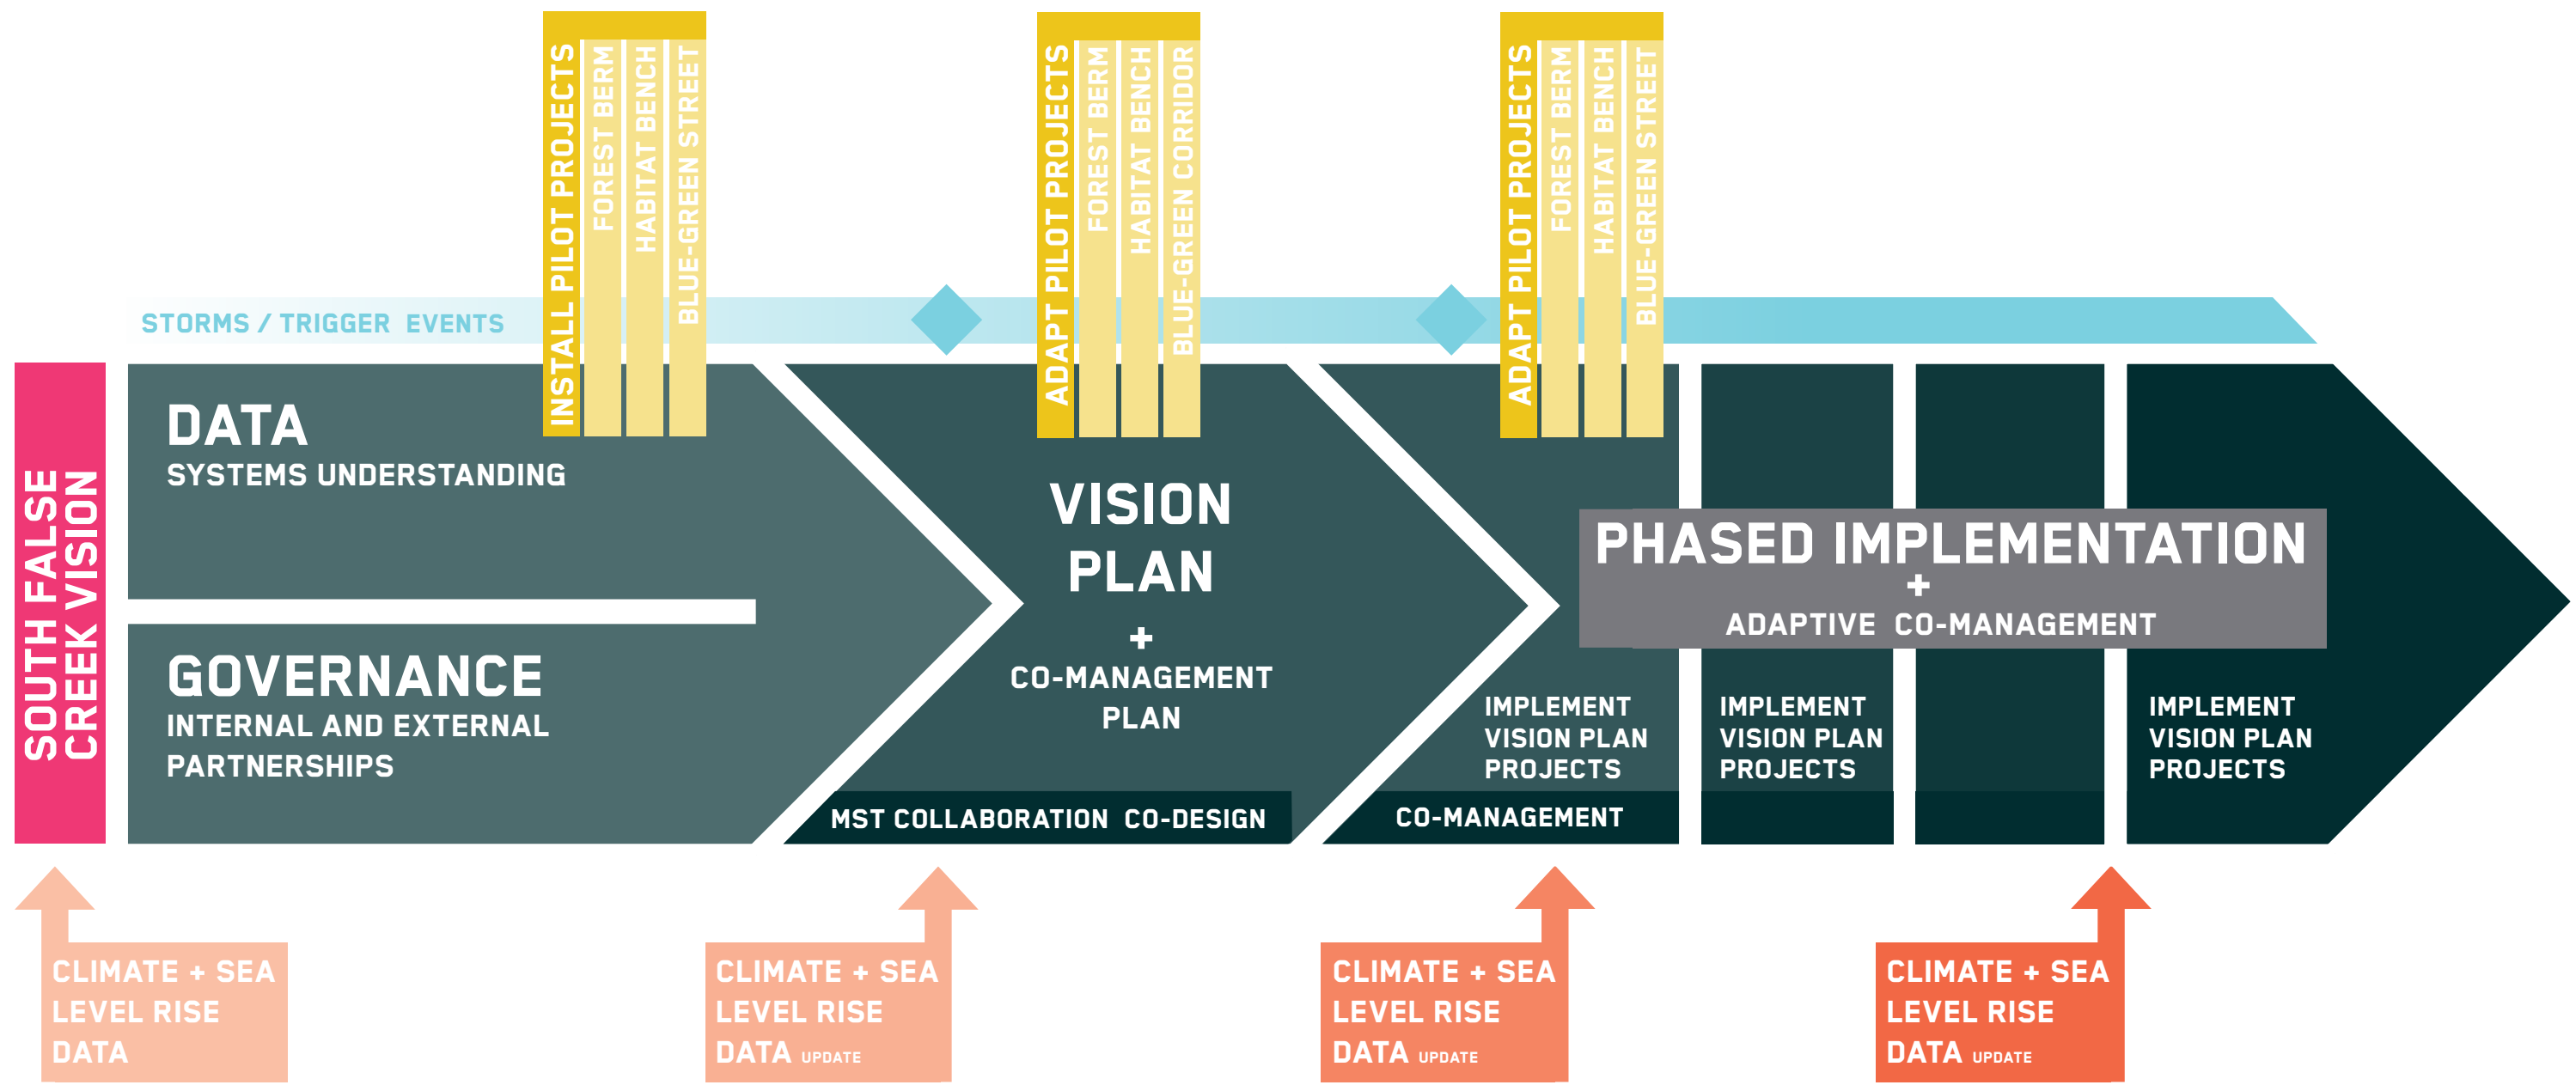 INSTALL PILOT PROJECTS
FOREST BERM
HABITAT BENCH
BLUE-GREEN STREET
ADAPT PILOT PROJECTS
FOREST BERM
HABITAT BENCH
BLUE-GREEN CORRIDOR
ADAPT PILOT PROJECTS
FOREST BERM
HABITAT BENCH
BLUE-GREEN STREET
STORMS / TRIGGER EVENTS
SOUTH FALSE
CREEK VISION
DATA
SYSTEMS UNDERSTANDING
GOVERNANCE
INTERNAL AND EXTERNAL
PARTNERSHIPS
VISION
PLAN
+
CO-MANAGEMENT
PLAN
MST COLLABORATION CO-DESIGN
PHASED IMPLEMENTATION
+
ADAPTIVE CO-MANAGEMENT
IMPLEMENT
VISION PLAN
PROJECTS
CO-MANAGEMENT
IMPLEMENT
VISION PLAN
PROJECTS
IMPLEMENT
VISION PLAN
PROJECTS
CLIMATE + SEA
LEVEL RISE
DATA
CLIMATE + SEA
LEVEL RISE
DATA UPDATE
CLIMATE + SEA
LEVEL RISE
DATA UPDATE
CLIMATE + SEA
LEVEL RISE
DATA UPDATE